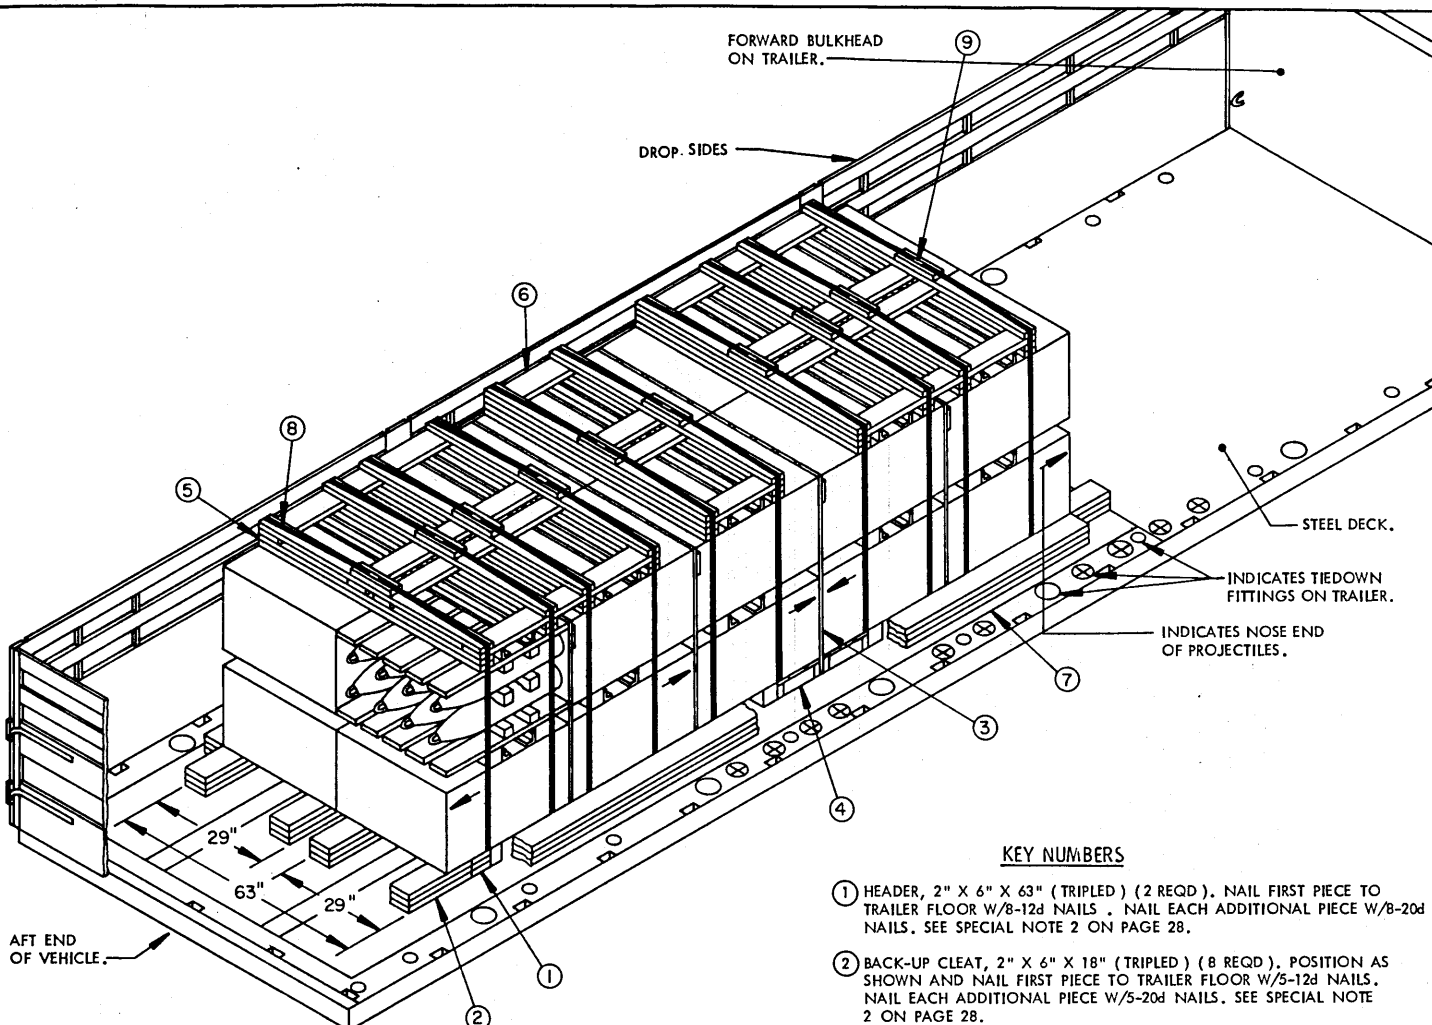 FORWARD BULKHEAD
ON TRAILER.
9
DROP. SIDES
6
8
5
STEEL DECK.
INDICATES TIEDOWN
FITTINGS ON TRAILER.
INDICATES NOSE END
OF PROJECTILES.
7
3
4
29"
63"
29"
AFT END
OF VEHICLE.
1
2
KEY NUMBERS
1 HEADER, 2" X 6" X 63" (TRIPLED) (2 REQD). NAIL FIRST PIECE TO
TRAILER FLOOR W/8-12d NAILS . NAIL EACH ADDITIONAL PIECE W/8-20d
NAILS. SEE SPECIAL NOTE 2 ON PAGE 28.
2 BACK-UP CLEAT, 2" X 6" X 18" (TRIPLED) (8 REQD). POSITION AS
SHOWN AND NAIL FIRST PIECE TO TRAILER FLOOR W/5-12d NAILS.
NAIL EACH ADDITIONAL PIECE W/5-20d NAILS. SEE SPECIAL NOTE
2 ON PAGE 28.